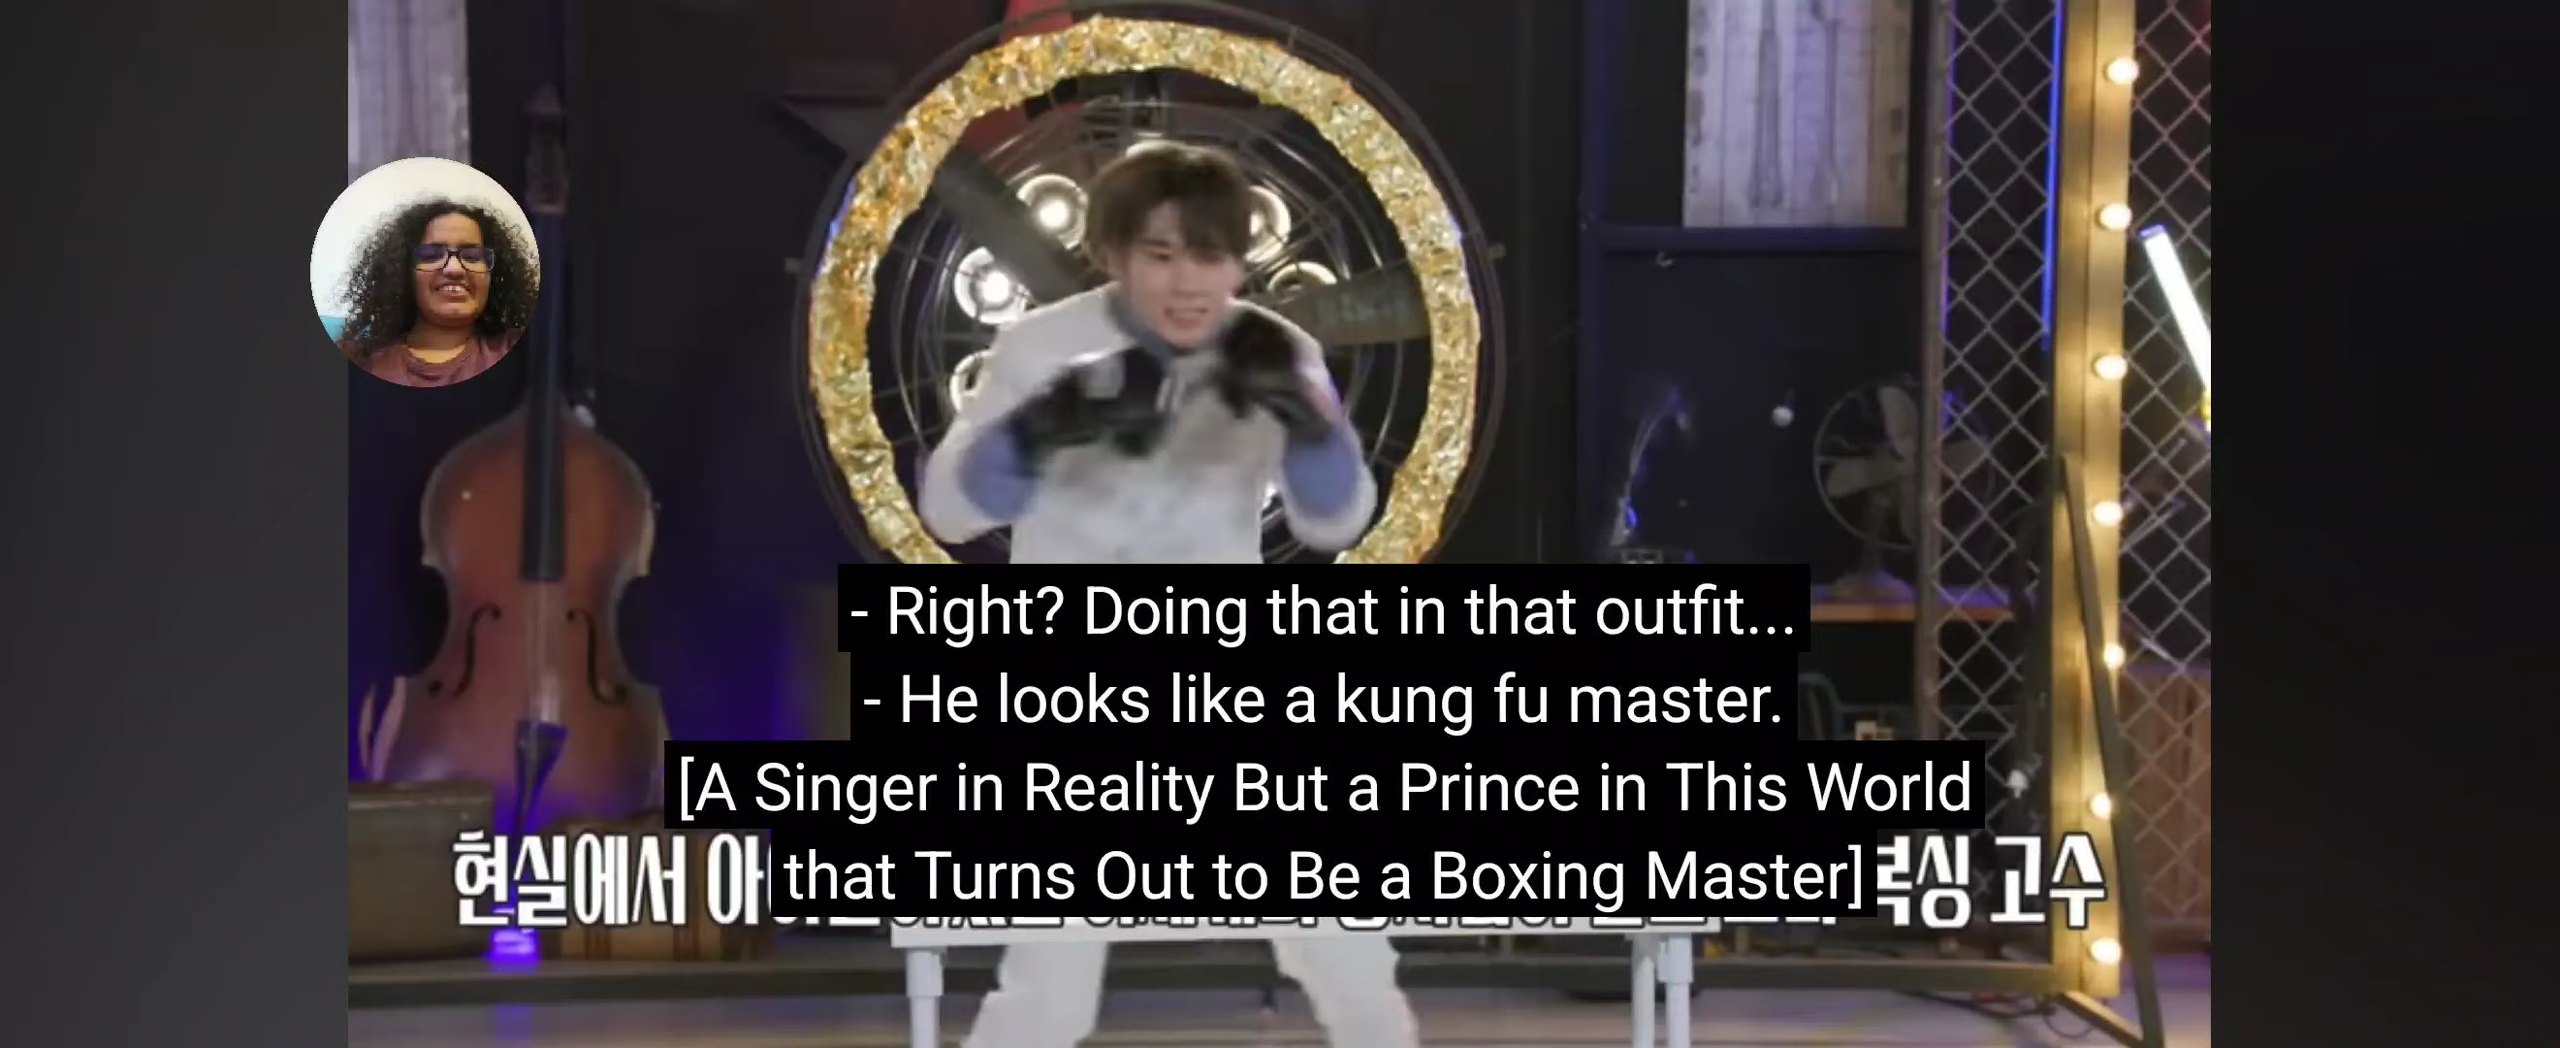 - Right? Doing that in that outfit...
- He looks like a kung fu master.
[A Singer in Reality But a Prince in This World
that Turns Out to Be a Boxing Master]
현실에서 복싱 고수